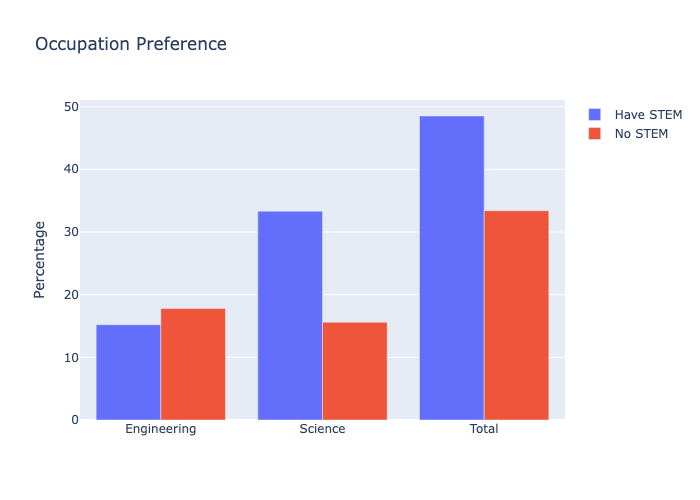 Occupation Preference
Have STEM
No STEM
Percentage
50
40
30
20
10
0
Engineering
Science
Total